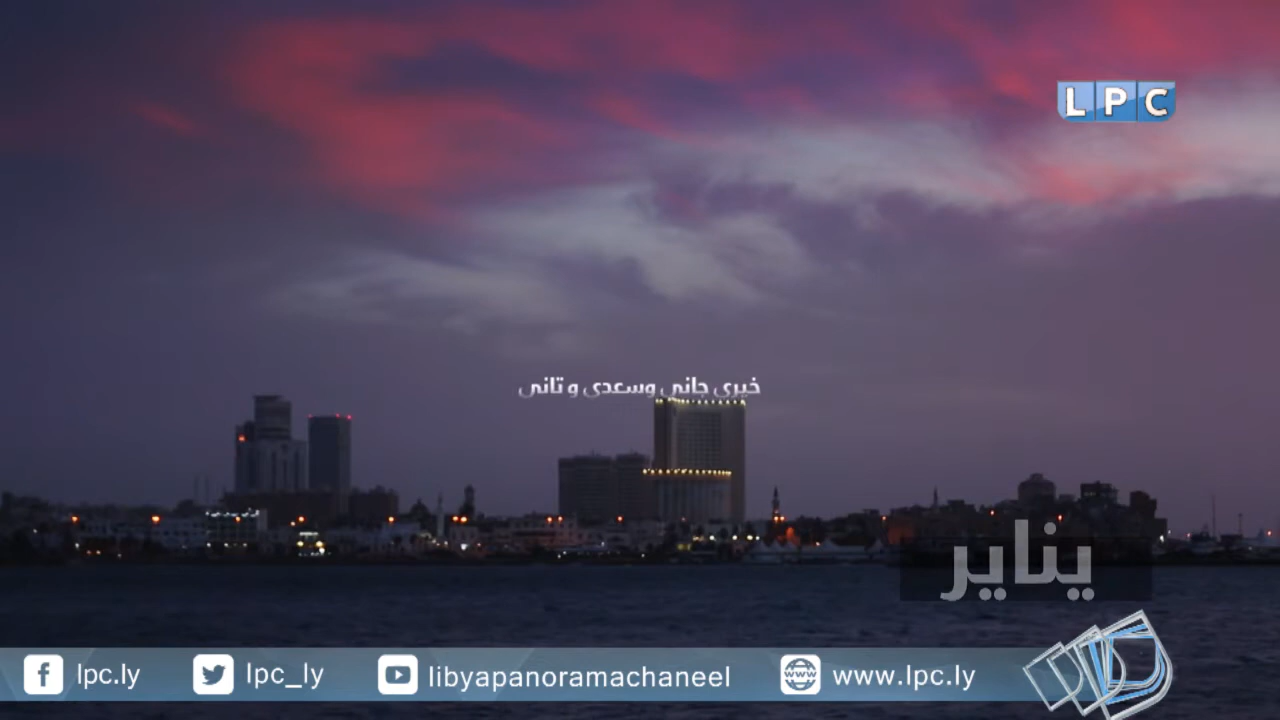 LPC
خيري جاني وسعدي و تاني
يناير
lpc.ly
lpc_ly
libyapanoramachaneel
www.lpc.ly